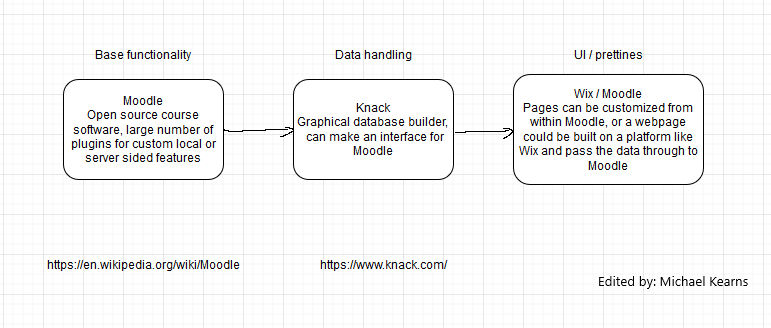 Base functionality
Data handling
UI / prettines
Moodle
Open source course
software, large number of
plugins for custom local or
server sided features
Knack
Graphical database builder,
can make an interface for
Moodle
Wix / Moodle
Pages can be customized from
within Moodle, or a webpage
could be built on a platform like
Wix and pass the data through to
Moodle
https://en.wikipedia.org/wiki/Moodle
https://www.knack.com/
Edited by: Michael Kearns